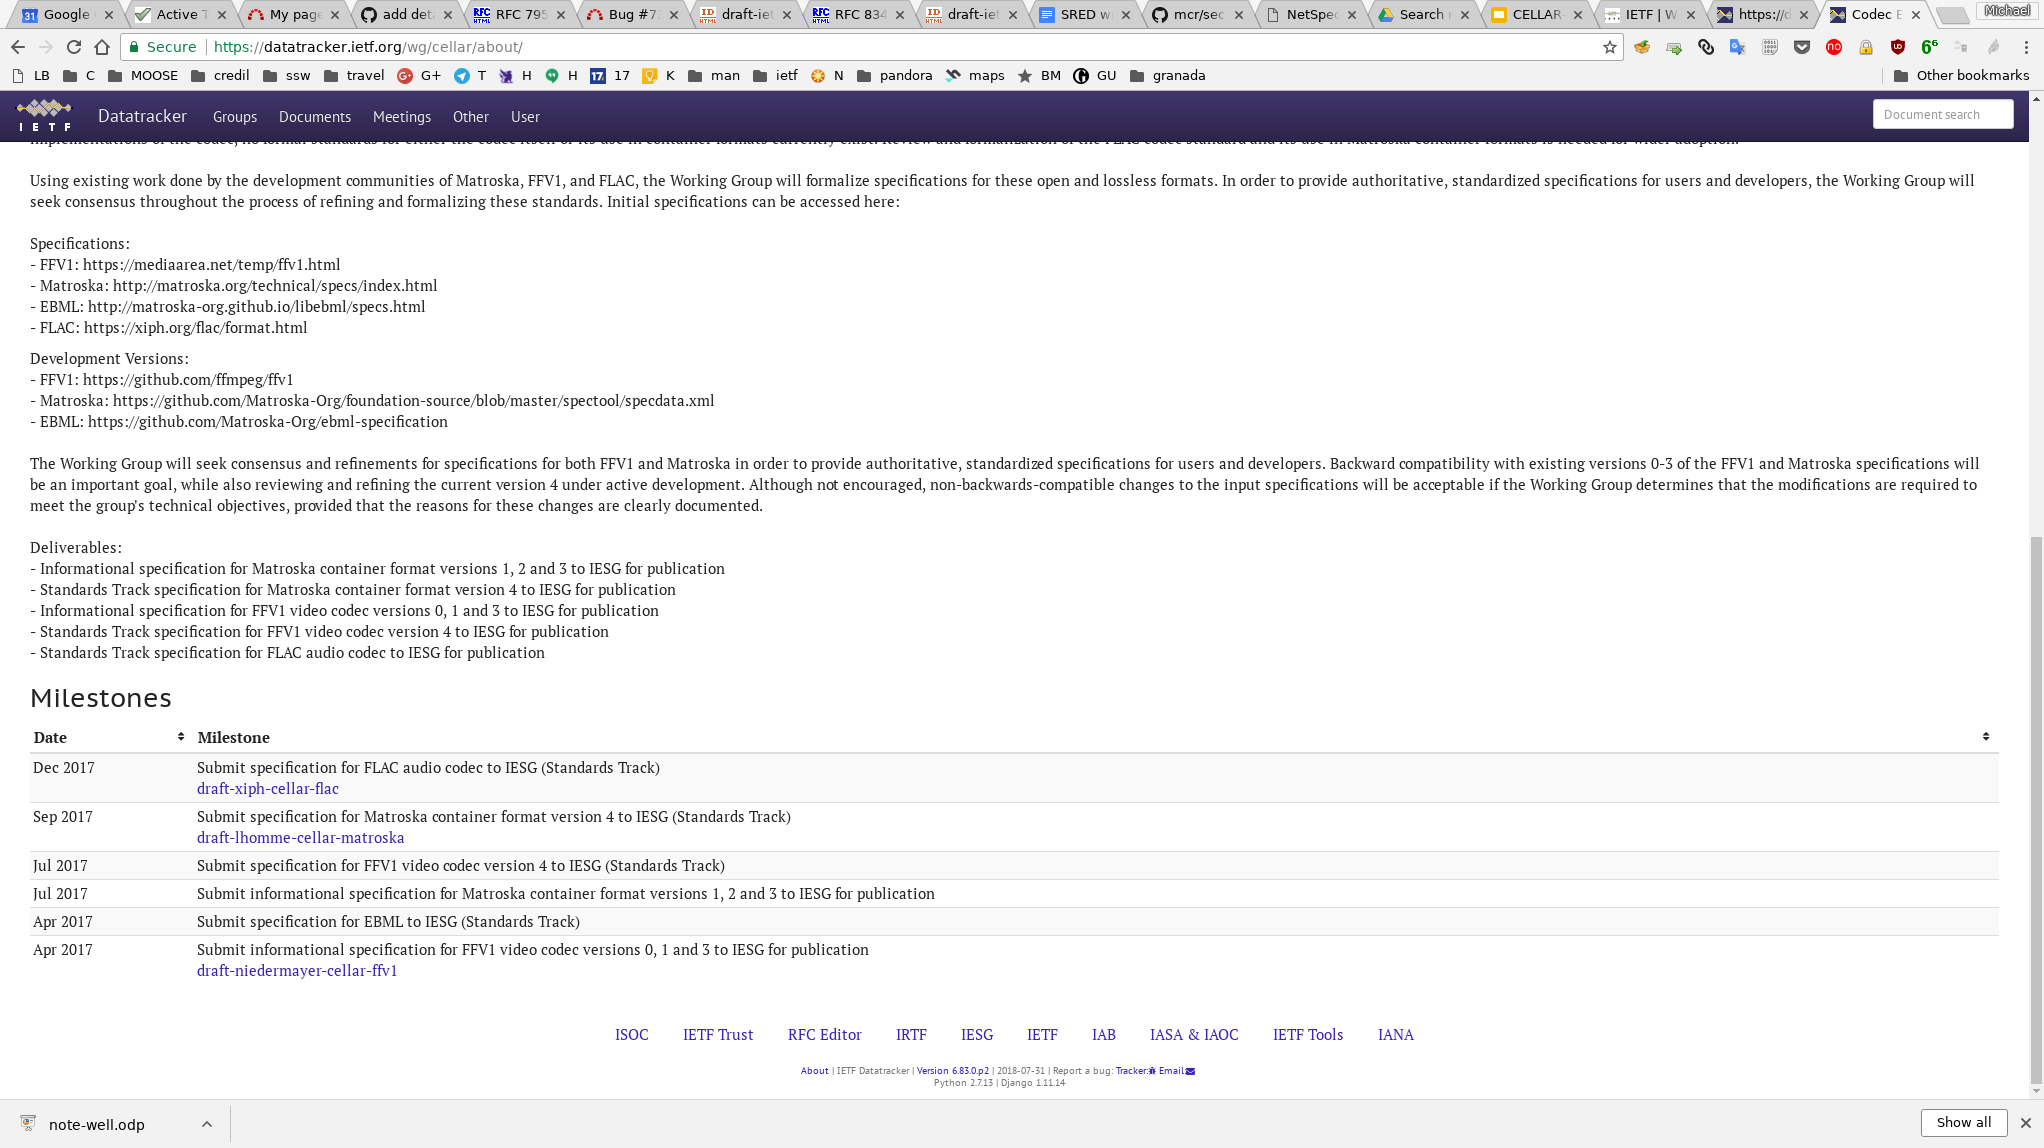 Google
Active T
My page
add deta
RFC 795
Bug #73
draft-iet
RFC 834
draft-iet
SRED w
mcr/sec
NetSpec
Search
CELLAR-
IETF | W
https://d
Codec E
Michael
Secure https://datatracker.ietf.org/wg/cellar/about/
LB C MOOSE credil ssw travel G+ T H H 17 K man ietf N pandora maps BM GU granada Other bookmarks
IETF Datatracker Groups Documents Meetings Other User Document search
Using existing work done by the development communities of Matroska, FFV1, and FLAC, the Working Group will formalize specifications for these open and lossless formats. In order to provide authoritative, standardized specifications for users and developers, the Working Group will
seek consensus throughout the process of refining and formalizing these standards. Initial specifications can be accessed here:
Specifications:
- FFV1: https://mediaarea.net/temp/ffv1.html
- Matroska: http://matroska.org/technical/specs/index.html
- EBML: http://matroska-org.github.io/libebml/specs.html
- FLAC: https://xiph.org/flac/format.html
Development Versions:
- FFV1: https://github.com/ffmpeg/ffv1
- Matroska: https://github.com/Matroska-Org/foundation-source/blob/master/spectool/specdata.xml
- EBML: https://github.com/Matroska-Org/ebml-specification
The Working Group will seek consensus and refinements for specifications for both FFV1 and Matroska in order to provide authoritative, standardized specifications for users and developers. Backward compatibility with existing versions 0-3 of the FFV1 and Matroska specifications will
be an important goal, while also reviewing and refining the current version 4 under active development. Although not encouraged, non-backwards-compatible changes to the input specifications will be acceptable if the Working Group determines that the modifications are required to
meet the group's technical objectives, provided that the reasons for these changes are clearly documented.
Deliverables:
- Informational specification for Matroska container format versions 1, 2 and 3 to IESG for publication
- Standards Track specification for Matroska container format version 4 to IESG for publication
- Informational specification for FFV1 video codec versions 0, 1 and 3 to IESG for publication
- Standards Track specification for FFV1 video codec version 4 to IESG for publication
- Standards Track specification for FLAC audio codec to IESG for publication
Milestones
Date Milestone
Dec 2017 Submit specification for FLAC audio codec to IESG (Standards Track)
draft-xiph-cellar-flac
Sep 2017 Submit specification for Matroska container format version 4 to IESG (Standards Track)
draft-lhomme-cellar-matroska
Jul 2017 Submit specification for FFV1 video codec version 4 to IESG (Standards Track)
Jul 2017 Submit informational specification for Matroska container format versions 1, 2 and 3 to IESG for publication
Apr 2017 Submit specification for EBML to IESG (Standards Track)
Apr 2017 Submit informational specification for FFV1 video codec versions 0, 1 and 3 to IESG for publication
draft-niedermayer-cellar-ffv1
ISOC IETF Trust RFC Editor IRTF IESG IETF IAB IASA & IAOC IETF Tools IANA
About | IETF Datatracker | Version 6.83.0.p2 | 2018-07-31 | Report a bug: Tracker: Email:
Python 2.7.13 | Django 1.11.14
note-well.odp Show all